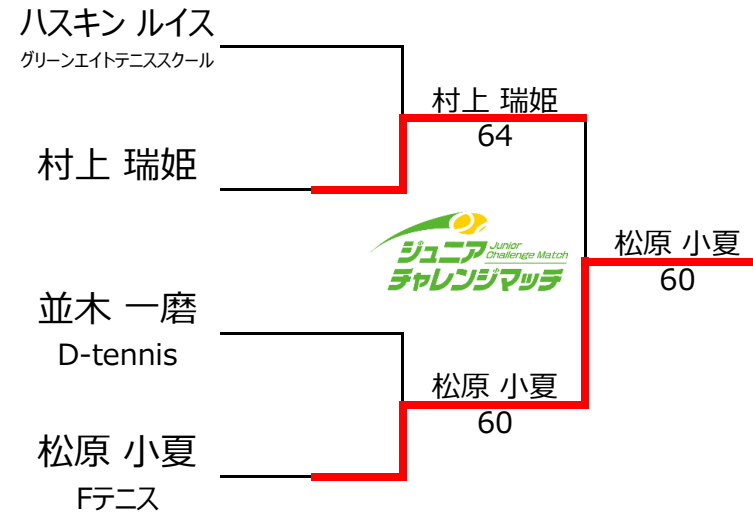 ハスキン ルイス
グリーンエイトテニススクール
村上 瑞姫
64
村上 瑞姫
ジュニア Junior
チャレンジマッチ Challenge Match
松原 小夏
60
並木 一磨
D-tennis
松原 小夏
60
松原 小夏
Fテニス